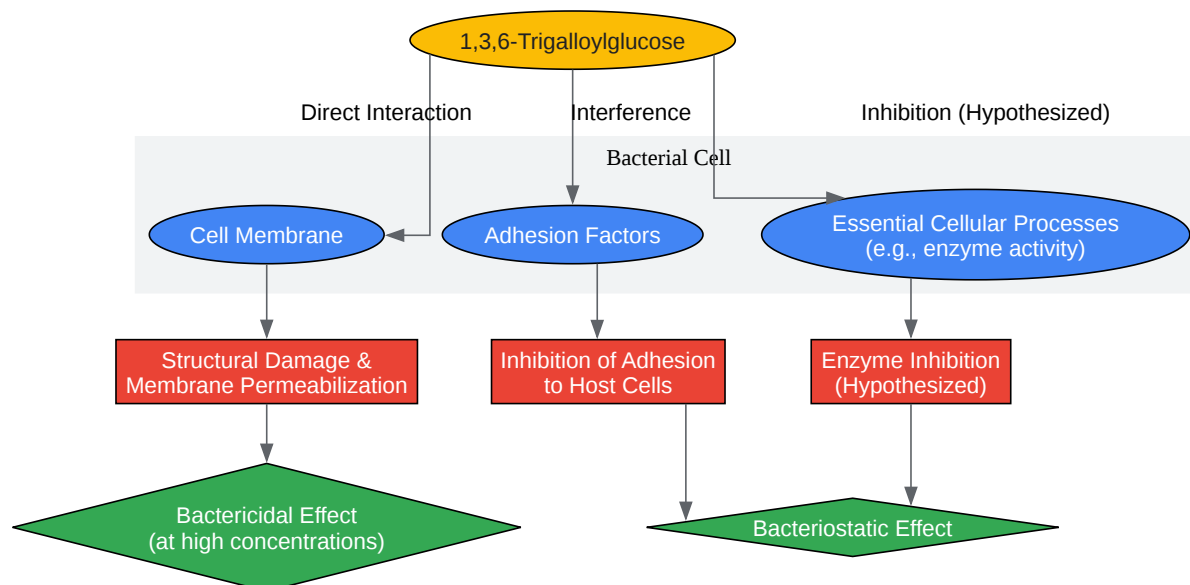 1,3,6-Trigalloylglucose
Direct Interaction
Interference
Inhibition (Hypothesized)
Bacterial Cell
Cell Membrane
Adhesion Factors
Essential Cellular Processes
(e.g., enzyme activity)
Structural Damage &
Membrane Permeabilization
Inhibition of Adhesion
to Host Cells
Enzyme Inhibition
(Hypothesized)
Bactericidal Effect
(at high concentrations)
Bacteriostatic Effect